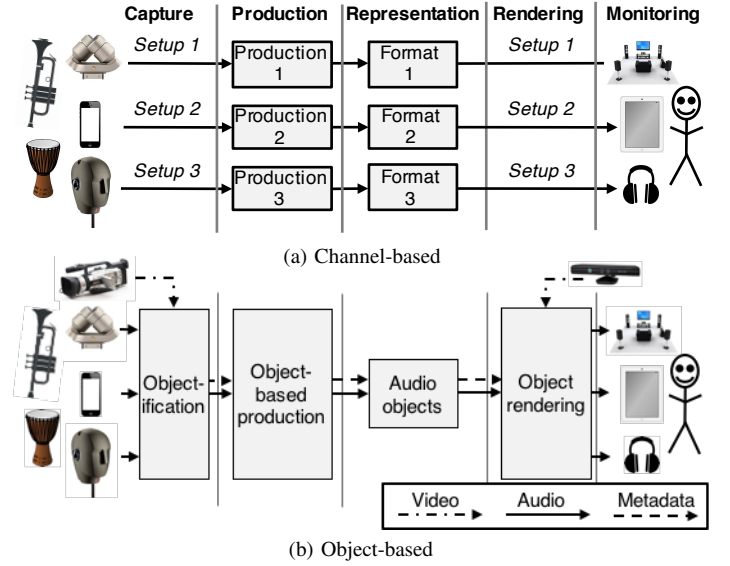 Capture Production Representation Rendering Monitoring
Setup 1 Production 1 Format 1 Setup 1
Setup 2 Production 2 Format 2 Setup 2
Setup 3 Production 3 Format 3 Setup 3
(a) Channel-based
Object-
ification
Object-
based
production
Audio
objects
Object
rendering
Video Audio Metadata
(b) Object-based